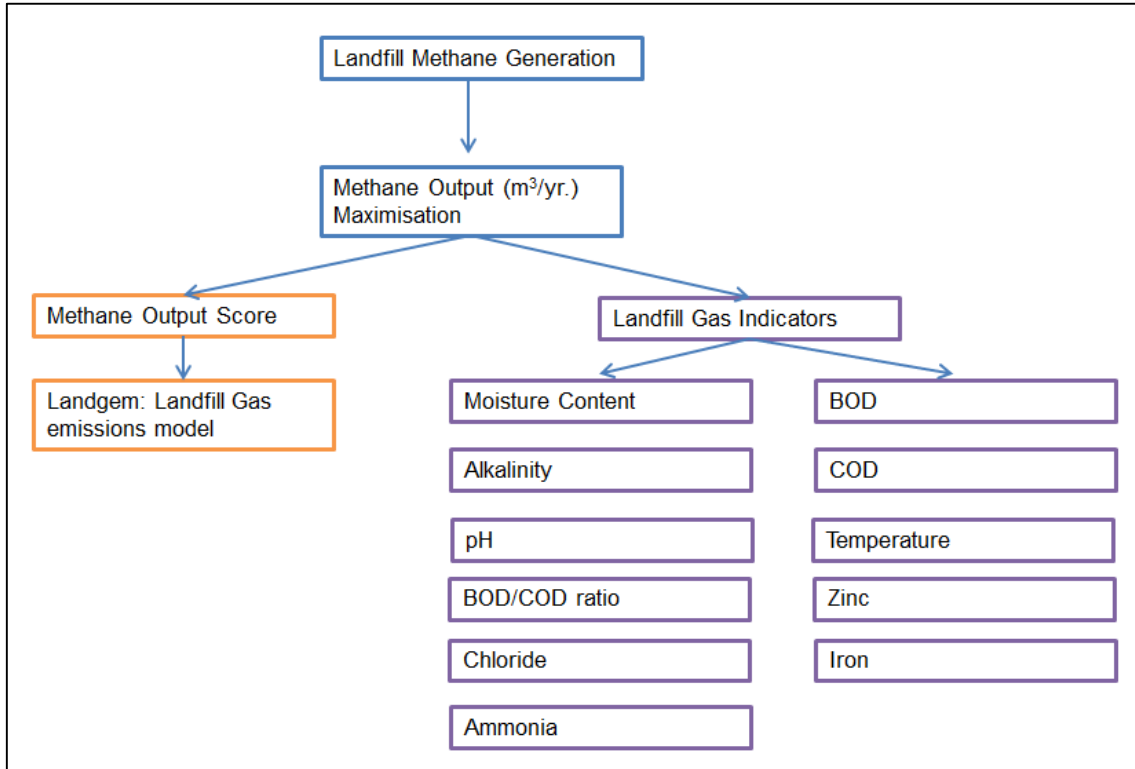 Landfill Methane Generation
Methane Output (m³/yr.)
Maximisation
Methane Output Score
Landfill Gas Indicators
Landgem: Landfill Gas
emissions model
Moisture Content
BOD
Alkalinity
COD
pH
Temperature
BOD/COD ratio
Zinc
Chloride
Iron
Ammonia